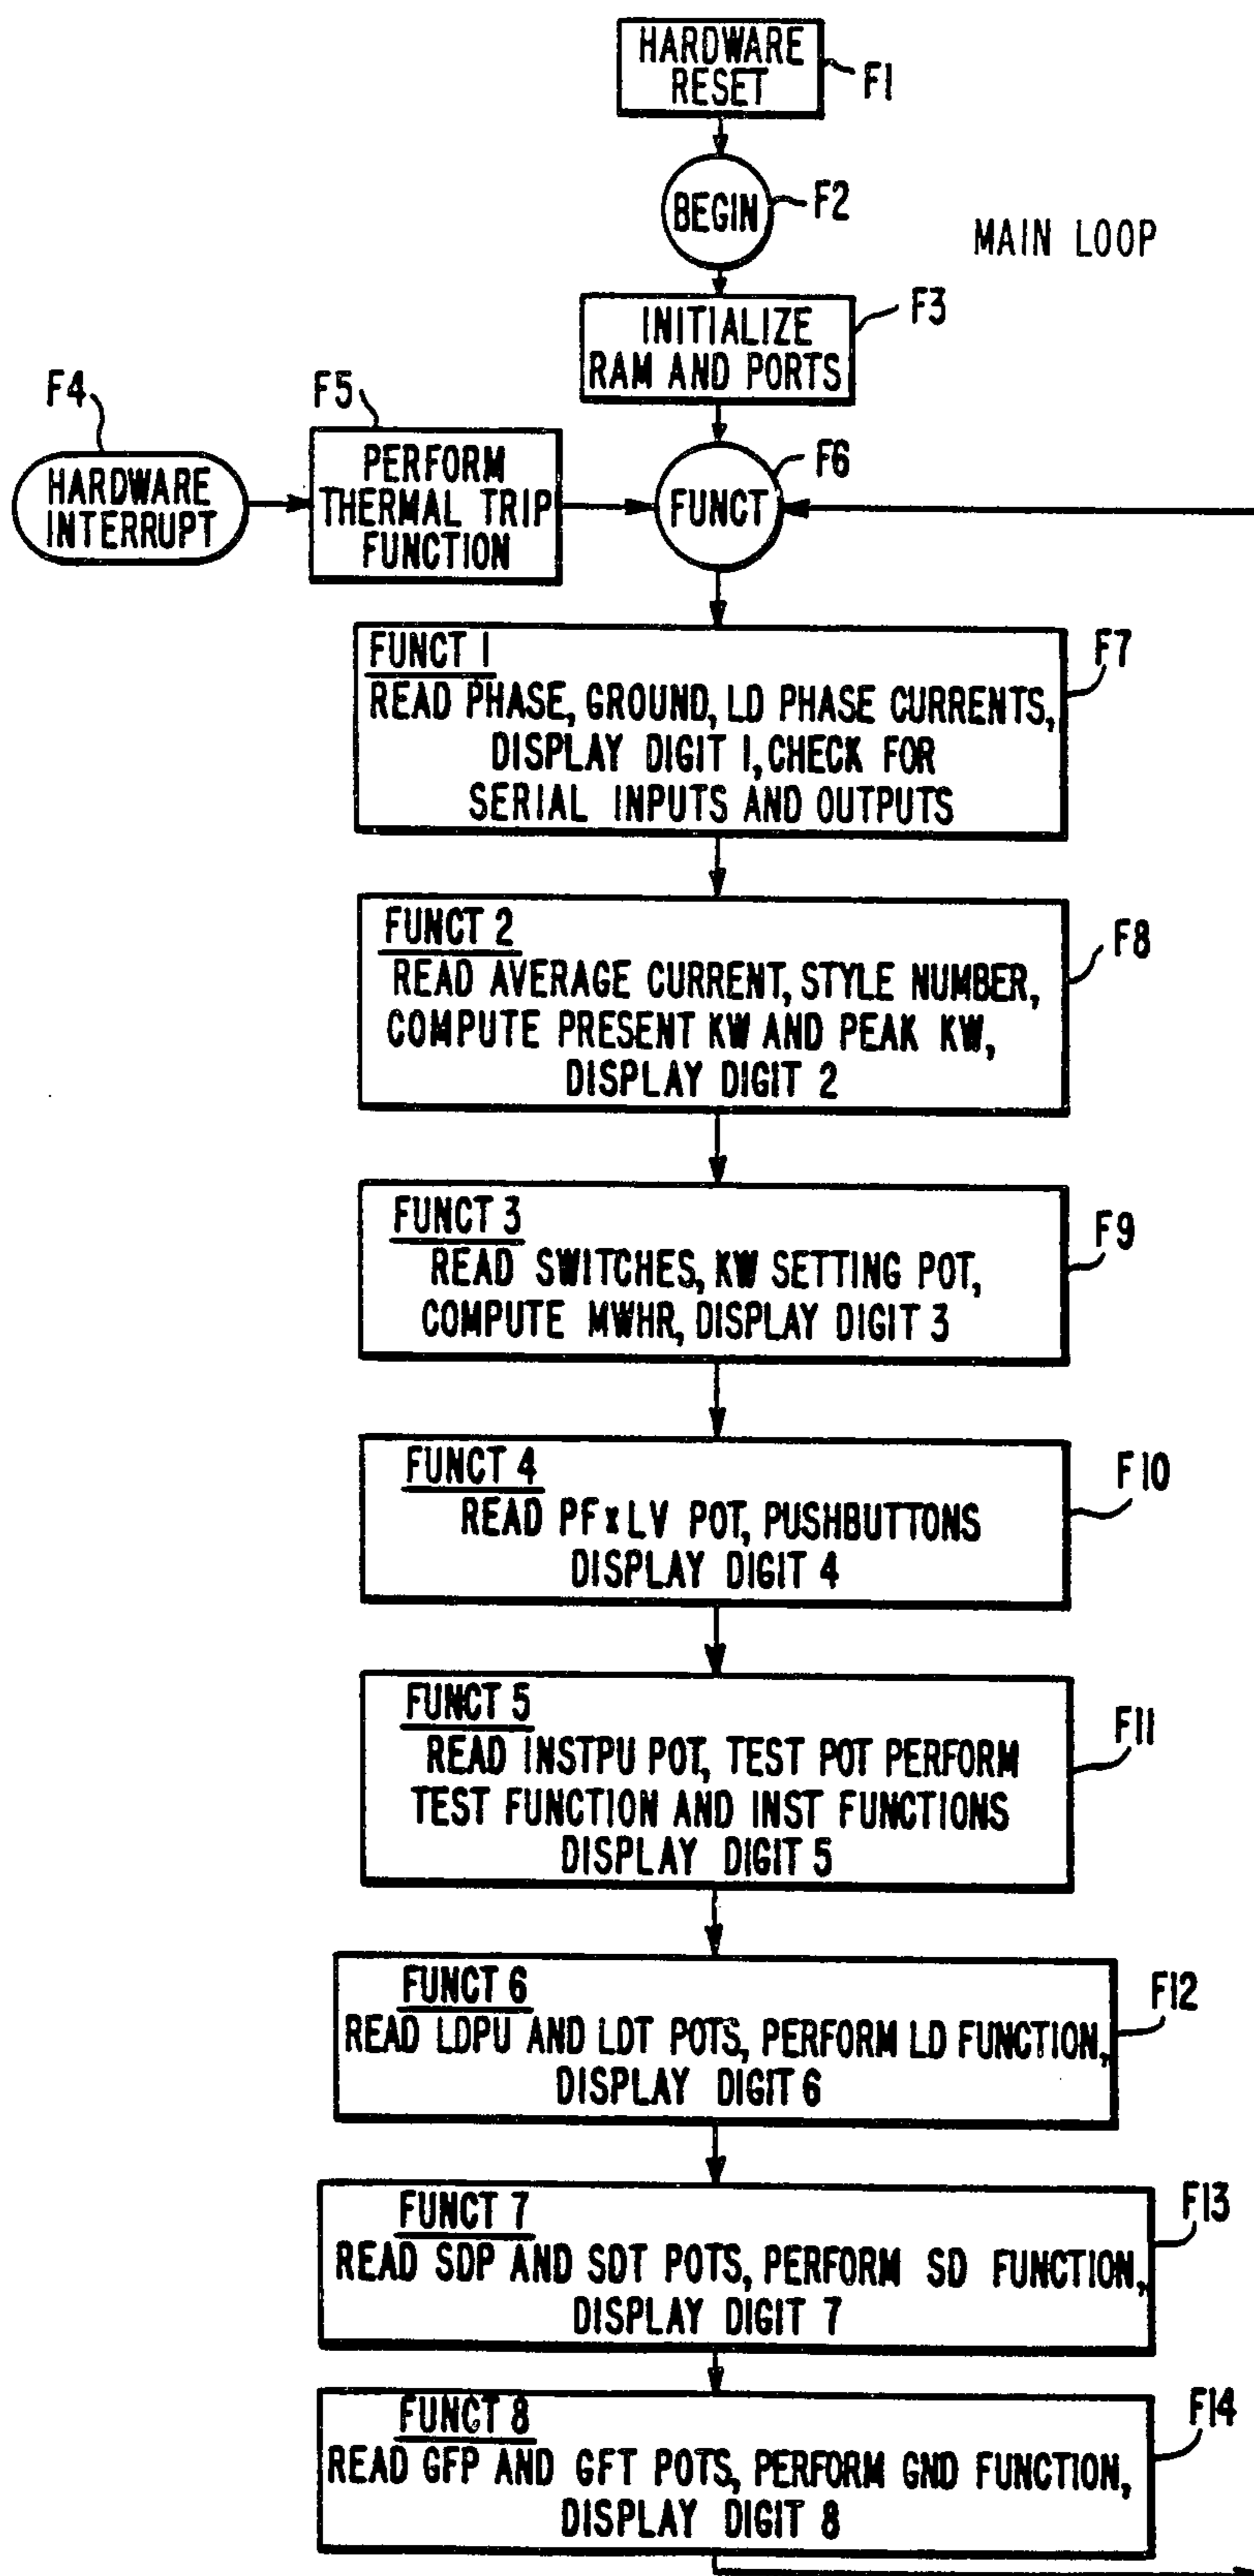 HARDWARE
RESET
F1
BEGIN
F2
MAIN LOOP
INITIALIZE
RAM AND PORTS
F3
F4
HARDWARE
INTERRUPT
F5
PERFORM
THERMAL TRIP
FUNCTION
FUNCT
F6
FUNCT 1
READ PHASE, GROUND, LD PHASE CURRENTS,
DISPLAY DIGIT 1, CHECK FOR
SERIAL INPUTS AND OUTPUTS
F7
FUNCT 2
READ AVERAGE CURRENT, STYLE NUMBER,
COMPUTE PRESENT KW AND PEAK KW,
DISPLAY DIGIT 2
F8
FUNCT 3
READ SWITCHES, KW SETTING POT,
COMPUTE MWHR, DISPLAY DIGIT 3
F9
FUNCT 4
READ PF x LV POT, PUSHBUTTONS
DISPLAY DIGIT 4
F10
FUNCT 5
READ INSTPU POT, TEST POT PERFORM
TEST FUNCTION AND INST FUNCTIONS
DISPLAY DIGIT 5
F11
FUNCT 6
READ LDPU AND LDT POTS, PERFORM LD FUNCTION,
DISPLAY DIGIT 6
F12
FUNCT 7
READ SDP AND SDT POTS, PERFORM SD FUNCTION,
DISPLAY DIGIT 7
F13
FUNCT 8
READ GFP AND GFT POTS, PERFORM GND FUNCTION,
DISPLAY DIGIT 8
F14